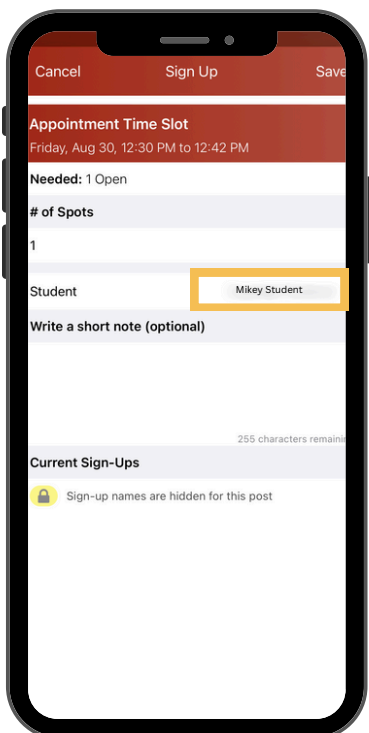 Cancel Sign Up Save
Appointment Time Slot
Friday, Aug 30, 12:30 PM to 12:42 PM
Needed: 1 Open
# of Spots
1
Student Mikey Student
Write a short note (optional)
255 characters remainin
Current Sign-Ups
Sign-up names are hidden for this post